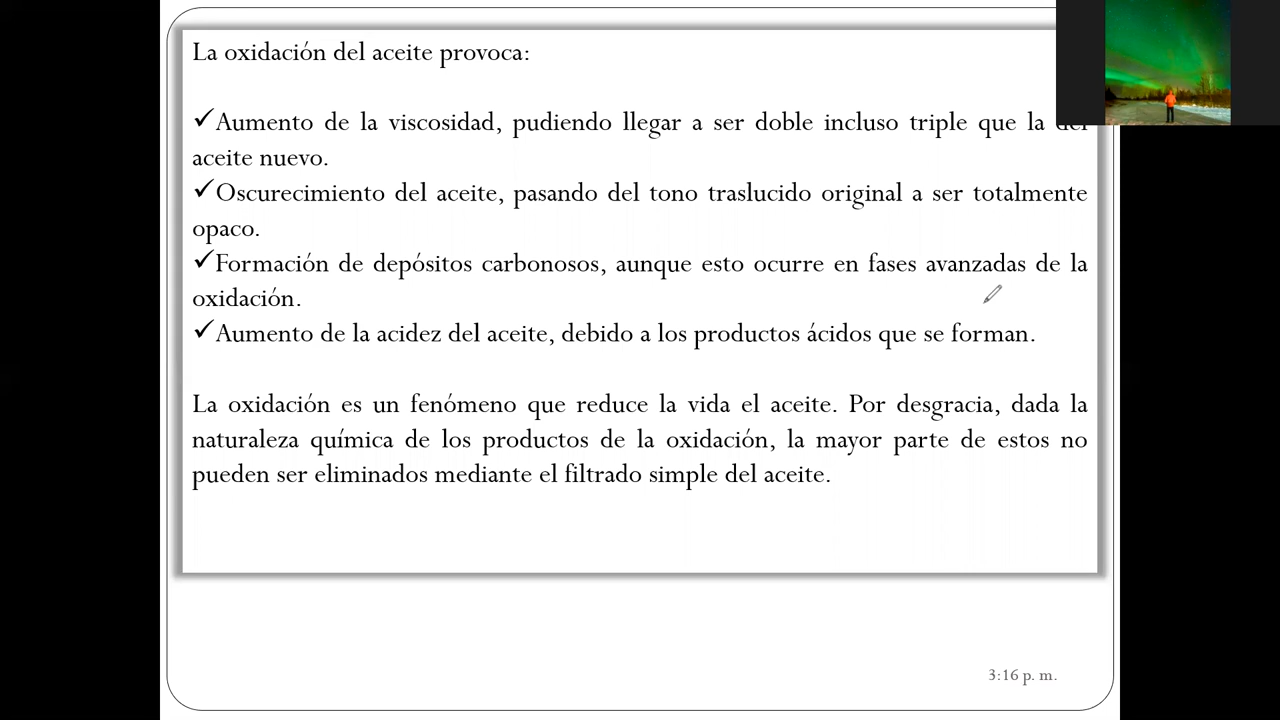 La oxidación del aceite provoca:
✓Aumento de la viscosidad, pudiendo llegar a ser doble incluso triple que la del
aceite nuevo.
✓Oscurecimiento del aceite, pasando del tono traslucido original a ser totalmente
opaco.
✓Formación de depósitos carbonosos, aunque esto ocurre en fases avanzadas de la
oxidación.
✓Aumento de la acidez del aceite, debido a los productos ácidos que se forman.
La oxidación es un fenómeno que reduce la vida el aceite. Por desgracia, dada la
naturaleza química de los productos de la oxidación, la mayor parte de estos no
pueden ser eliminados mediante el filtrado simple del aceite.
3:16 p. m.